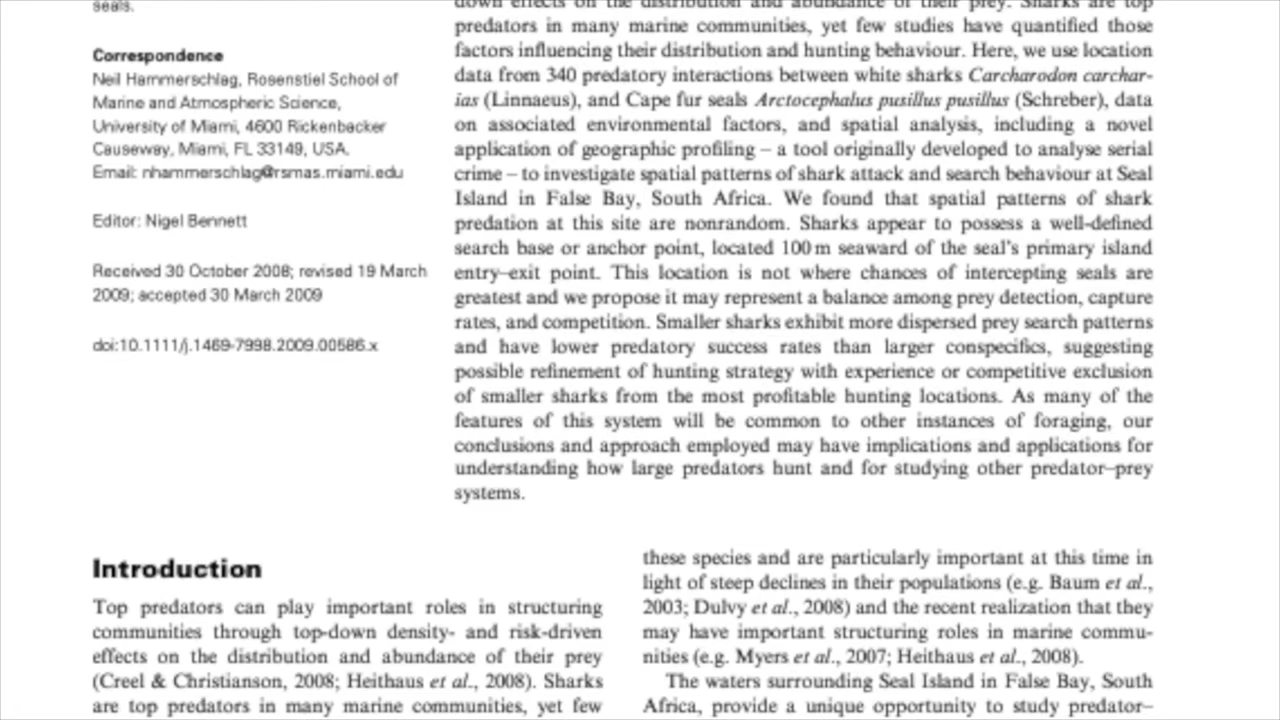 seals.
Correspondence
Neil Hammerschlag, Rosenstiel School of
Marine and Atmospheric Science,
University of Miami, 4600 Rickenbacker
Causeway, Miami, FL 33149, USA.
Email: nhammerschlag@rsmas.miami.edu
Editor: Nigel Bennett
Received 30 October 2008; revised 19 March
2009; accepted 30 March 2009
doi:10.1111/j.1469-7998.2009.00586.x
down effects on the distribution and abundance of their prey. Sharks are top
predators in many marine communities, yet few studies have quantified those
factors influencing their distribution and hunting behaviour. Here, we use location
data from 340 predatory interactions between white sharks Carcharodon carchar-
ias (Linnaeus), and Cape fur seals Arctocephalus pusillus pusillus (Schreber), data
on associated environmental factors, and spatial analysis, including a novel
application of geographic profiling – a tool originally developed to analyse serial
crime – to investigate spatial patterns of shark attack and search behaviour at Seal
Island in False Bay, South Africa. We found that spatial patterns of shark
predation at this site are nonrandom. Sharks appear to possess a well-defined
search base or anchor point, located 100 m seaward of the seal's primary island
entry–exit point. This location is not where chances of intercepting seals are
greatest and we propose it may represent a balance among prey detection, capture
rates, and competition. Smaller sharks exhibit more dispersed prey search patterns
and have lower predatory success rates than larger conspecifics, suggesting
possible refinement of hunting strategy with experience or competitive exclusion
of smaller sharks from the most profitable hunting locations. As many of the
features of this system will be common to other instances of foraging, our
conclusions and approach employed may have implications and applications for
understanding how large predators hunt and for studying other predator–prey
systems.
Introduction
Top predators can play important roles in structuring
communities through top-down density- and risk-driven
effects on the distribution and abundance of their prey
(Creel & Christianson, 2008; Heithaus et al., 2008). Sharks
are top predators in many marine communities, yet few
these species and are particularly important at this time in
light of steep declines in their populations (e.g. Baum et al.,
2003; Dulvy et al., 2008) and the recent realization that they
may have important structuring roles in marine commu-
nities (e.g. Myers et al., 2007; Heithaus et al., 2008).
The waters surrounding Seal Island in False Bay, South
Africa, provide a unique opportunity to study predator–